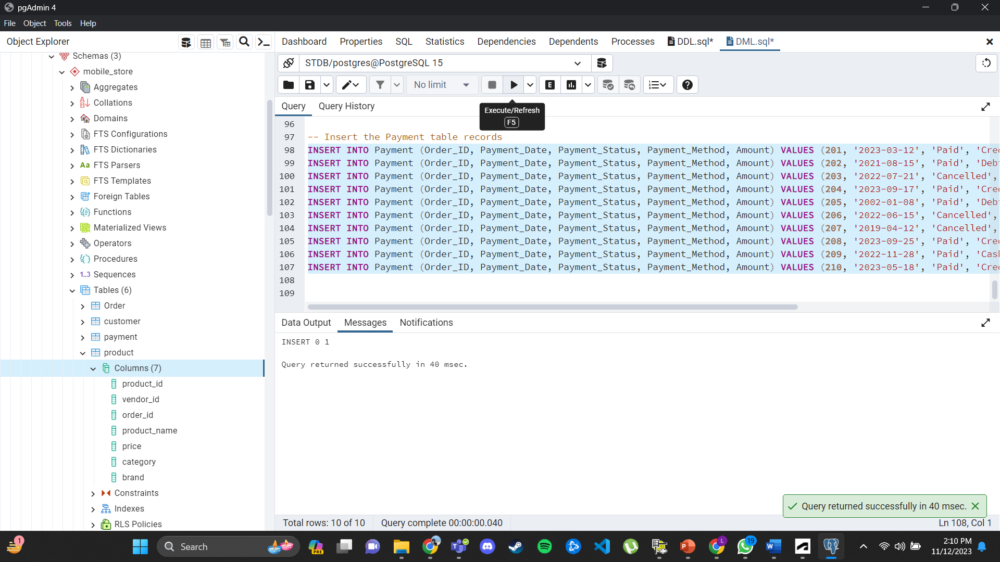 pgAdmin 4
File Object Tools Help
Object Explorer
Dashboard Properties SQL Statistics Dependencies Dependents Processes DDL.sql* DML.sql*
STDB/postgres@PostgreSQL 15
No limit
E
Query Query History
Execute/Refresh
F5
Schemas (3)
mobile_store
Aggregates
Collations
Domains
FTS Configurations
FTS Dictionaries
Aa FTS Parsers
FTS Templates
Foreign Tables
Functions
Materialized Views
Operators
Procedures
1..3 Sequences
Tables (6)
Order
customer
payment
product
Columns (7)
product_id
vendor_id
order_id
product_name
price
category
brand
Constraints
Indexes
RLS Policies
96
97 -- Insert the Payment table records
98 INSERT INTO Payment (Order_ID, Payment_Date, Payment_Status, Payment_Method, Amount) VALUES (201, '2023-03-12', 'Paid', 'Cre
99 INSERT INTO Payment (Order_ID, Payment_Date, Payment_Status, Payment_Method, Amount) VALUES (202, '2021-08-15', 'Paid', 'Deb
100 INSERT INTO Payment (Order_ID, Payment_Date, Payment_Status, Payment_Method, Amount) VALUES (203, '2022-07-21', 'Cancelled',
101 INSERT INTO Payment (Order_ID, Payment_Date, Payment_Status, Payment_Method, Amount) VALUES (204, '2023-09-17', 'Paid', 'Cre
102 INSERT INTO Payment (Order_ID, Payment_Date, Payment_Status, Payment_Method, Amount) VALUES (205, '2002-01-08', 'Paid', 'Deb
103 INSERT INTO Payment (Order_ID, Payment_Date, Payment_Status, Payment_Method, Amount) VALUES (206, '2022-06-15', 'Cancelled',
104 INSERT INTO Payment (Order_ID, Payment_Date, Payment_Status, Payment_Method, Amount) VALUES (207, '2019-04-12', 'Cancelled',
105 INSERT INTO Payment (Order_ID, Payment_Date, Payment_Status, Payment_Method, Amount) VALUES (208, '2023-09-25', 'Paid', 'Cre
106 INSERT INTO Payment (Order_ID, Payment_Date, Payment_Status, Payment_Method, Amount) VALUES (209, '2022-11-28', 'Paid', 'Cas
107 INSERT INTO Payment (Order_ID, Payment_Date, Payment_Status, Payment_Method, Amount) VALUES (210, '2023-05-18', 'Paid', 'Cre
108
109
Data Output Messages Notifications
INSERT 0 1
Query returned successfully in 40 msec.
Query returned successfully in 40 msec.
Total rows: 10 of 10 Query complete 00:00:00.040 Ln 108, Col 1
1
Search
PRE
L
19
2:10 PM
11/12/2023